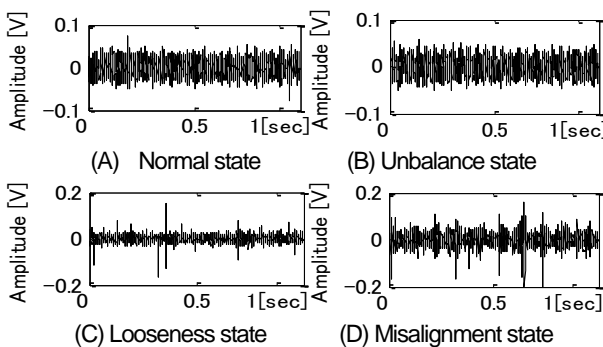 Amplitude [V]
0.1
0
-0.1
0
0.5
1[sec]
(A) Normal state
Amplitude [V]
0.1
0
-0.1
0
0.5
1[sec]
(B) Unbalance state
Amplitude [V]
0.2
0
-0.2
0
0.5
1[sec]
(C) Looseness state
Amplitude [V]
0.2
0
-0.2
0
0.5
1[sec]
(D) Misalignment state